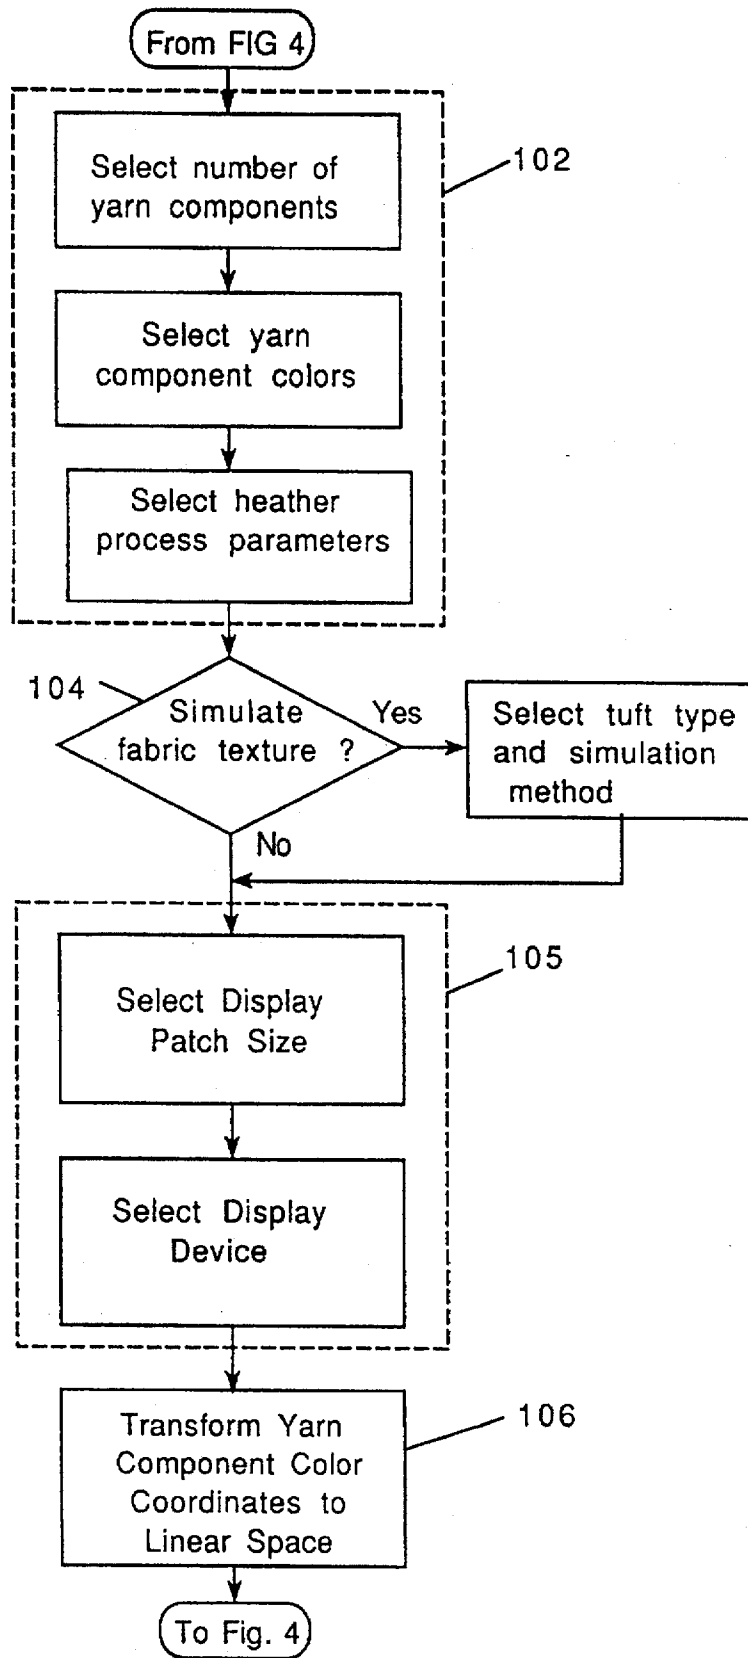 From FIG 4
102
Select number of
yarn components
Select yarn
component colors
Select heather
process parameters
104
Simulate
fabric texture ?
Yes
Select tuft type
and simulation
method
No
105
Select Display
Patch Size
Select Display
Device
106
Transform Yarn
Component Color
Coordinates to
Linear Space
To Fig. 4